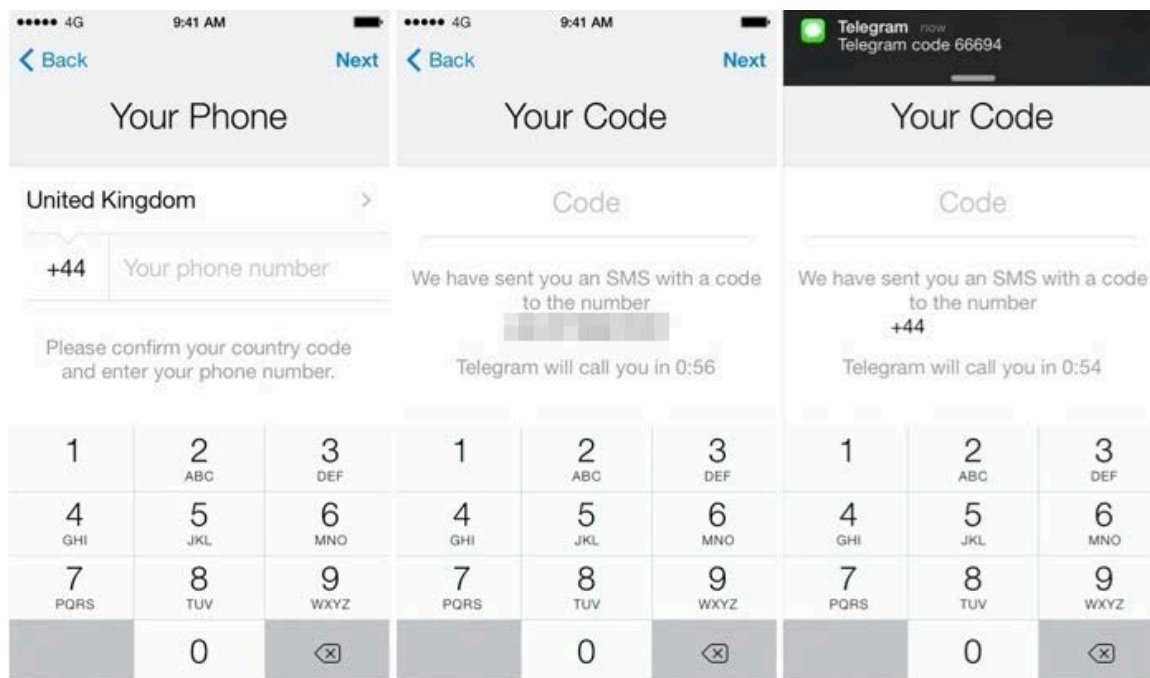 4G 9:41 AM
Back Next
Your Phone
United Kingdom
+44 Your phone number
Please confirm your country code
and enter your phone number.
1 2 3
ABC DEF
4 5 6
GHI JKL MNO
7 8 9
PQRS TUV WXYZ
0
4G 9:41 AM
Back Next
Your Code
Code
We have sent you an SMS with a code
to the number
Telegram will call you in 0:56
1 2 3
ABC DEF
4 5 6
GHI JKL MNO
7 8 9
PQRS TUV WXYZ
0
Telegram now
Telegram code 66694
Your Code
Code
We have sent you an SMS with a code
to the number
+44
Telegram will call you in 0:54
1 2 3
ABC DEF
4 5 6
GHI JKL MNO
7 8 9
PQRS TUV WXYZ
0